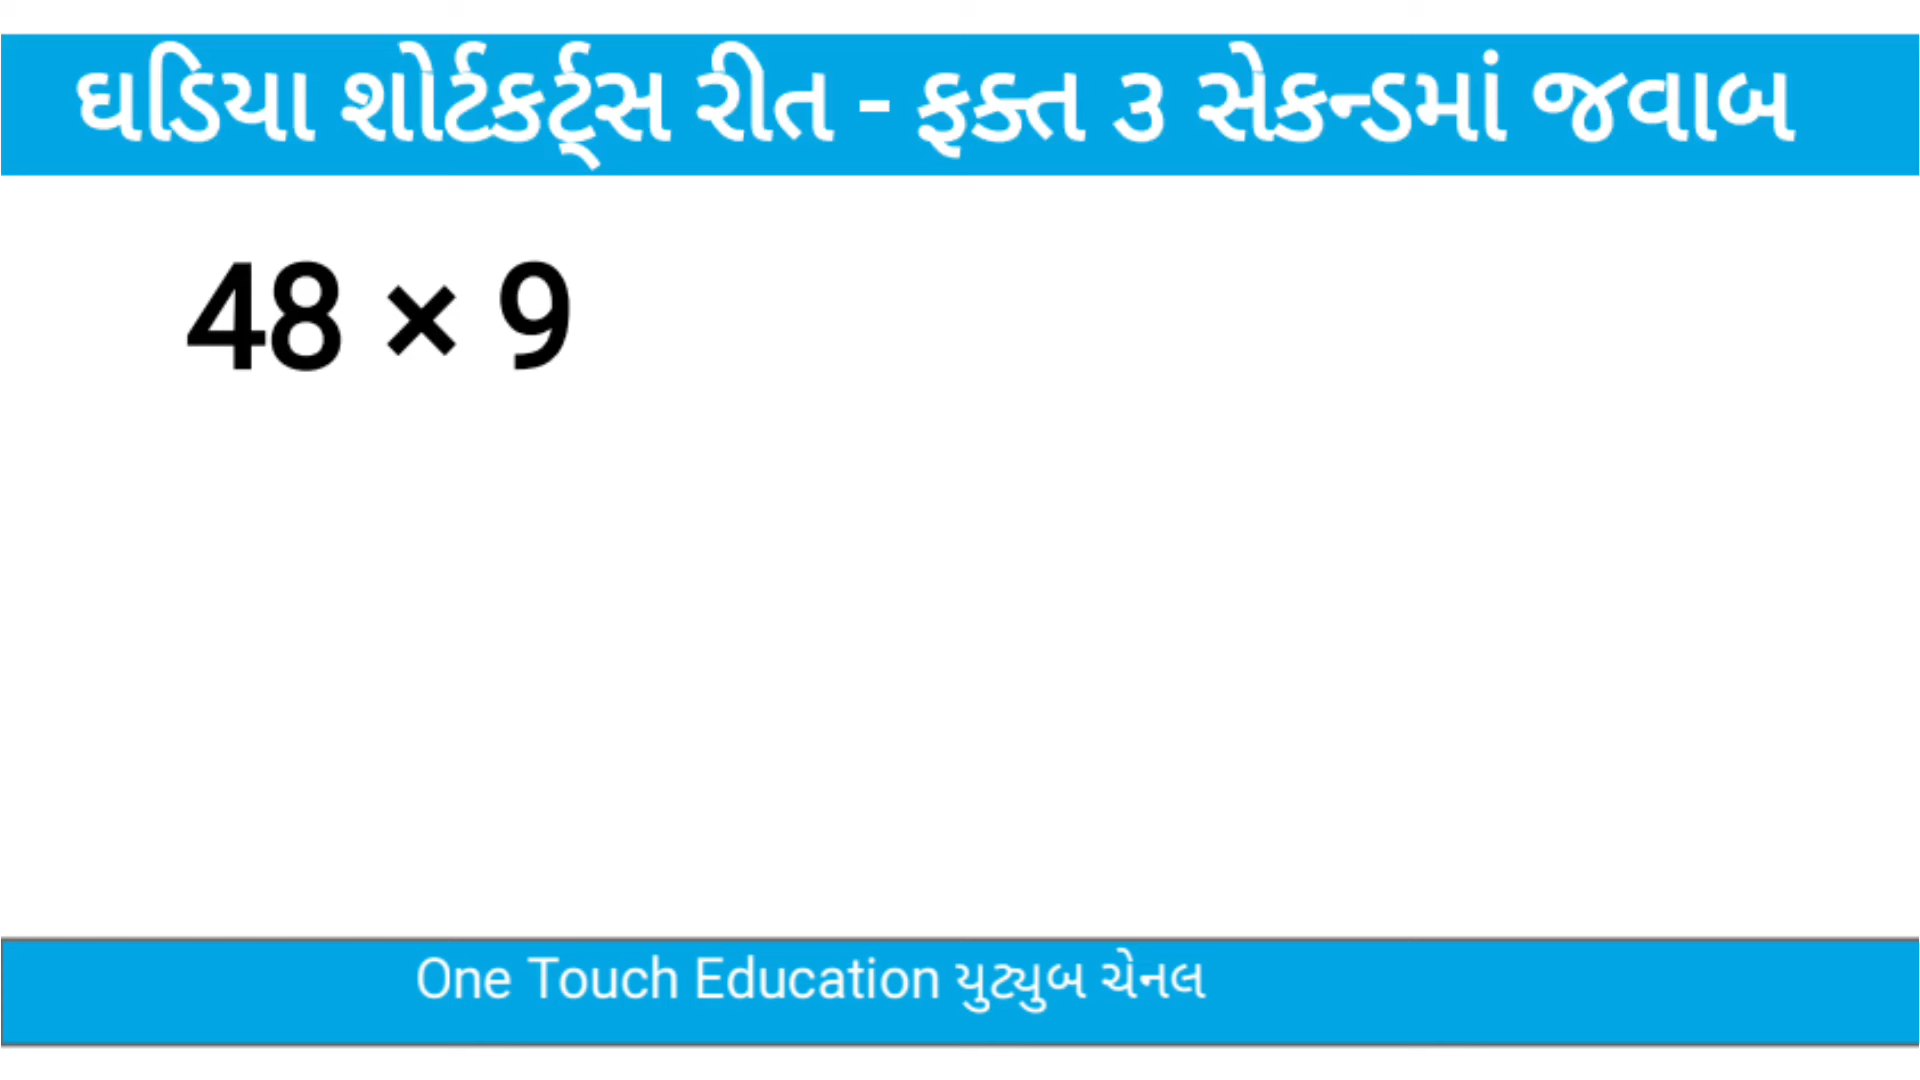 ઘડિયા શોર્ટકર્ટ્સ રીત - ફક્ત ૩ સેકન્ડમાં જવાબ
48 × 9
One Touch Education યુટ્યુબ ચેનલ